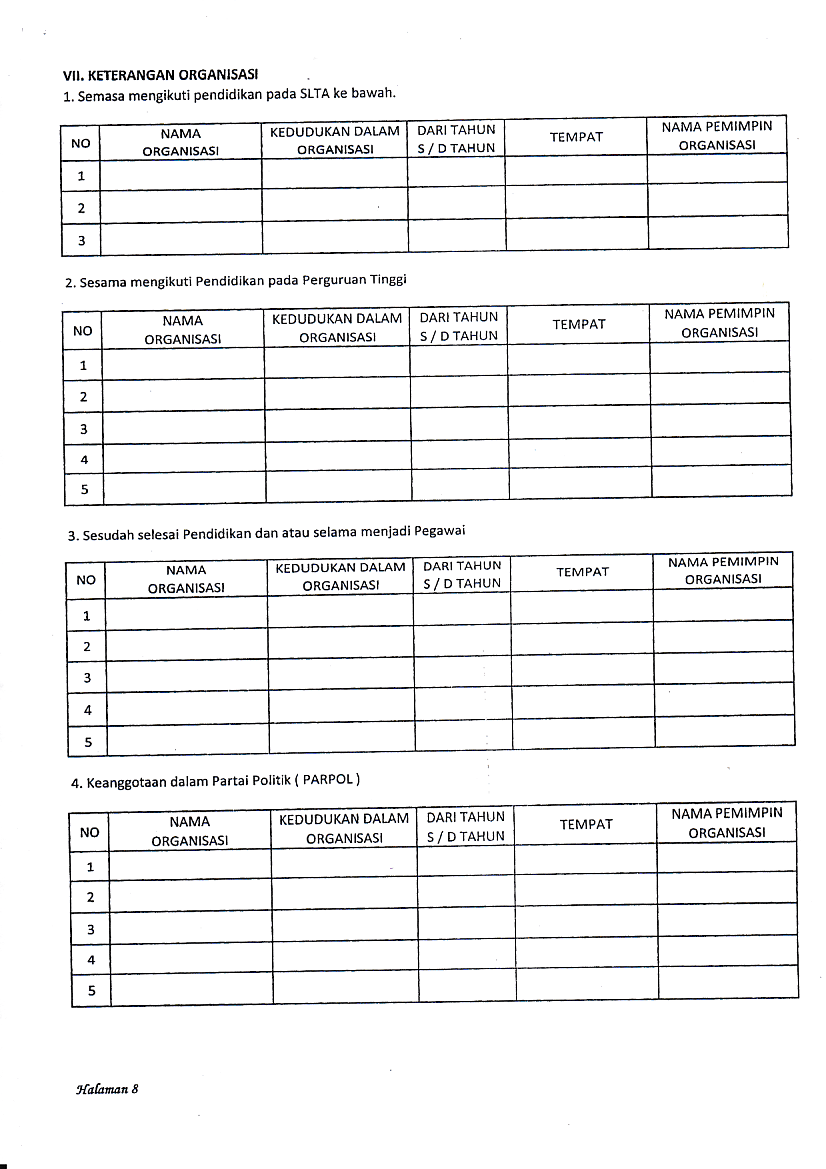 VII. KETERANGAN ORGANISASI
1. Semasa mengikuti pendidikan pada SLTA ke bawah.
NO NAMA ORGANISASI KEDUDUKAN DALAM ORGANISASI DARI TAHUN S / D TAHUN TEMPAT NAMA PEMIMPIN ORGANISASI
1
2
3
2. Sesama mengikuti Pendidikan pada Perguruan Tinggi
NO NAMA ORGANISASI KEDUDUKAN DALAM ORGANISASI DARI TAHUN S / D TAHUN TEMPAT NAMA PEMIMPIN ORGANISASI
1
2
3
4
5
3. Sesudah selesai Pendidikan dan atau selama menjadi Pegawai
NO NAMA ORGANISASI KEDUDUKAN DALAM ORGANISASI DARI TAHUN S / D TAHUN TEMPAT NAMA PEMIMPIN ORGANISASI
1
2
3
4
5
4. Keanggotaan dalam Partai Politik ( PARPOL )
NO NAMA ORGANISASI KEDUDUKAN DALAM ORGANISASI DARI TAHUN S / D TAHUN TEMPAT NAMA PEMIMPIN ORGANISASI
1
2
3
4
5
Halaman 8